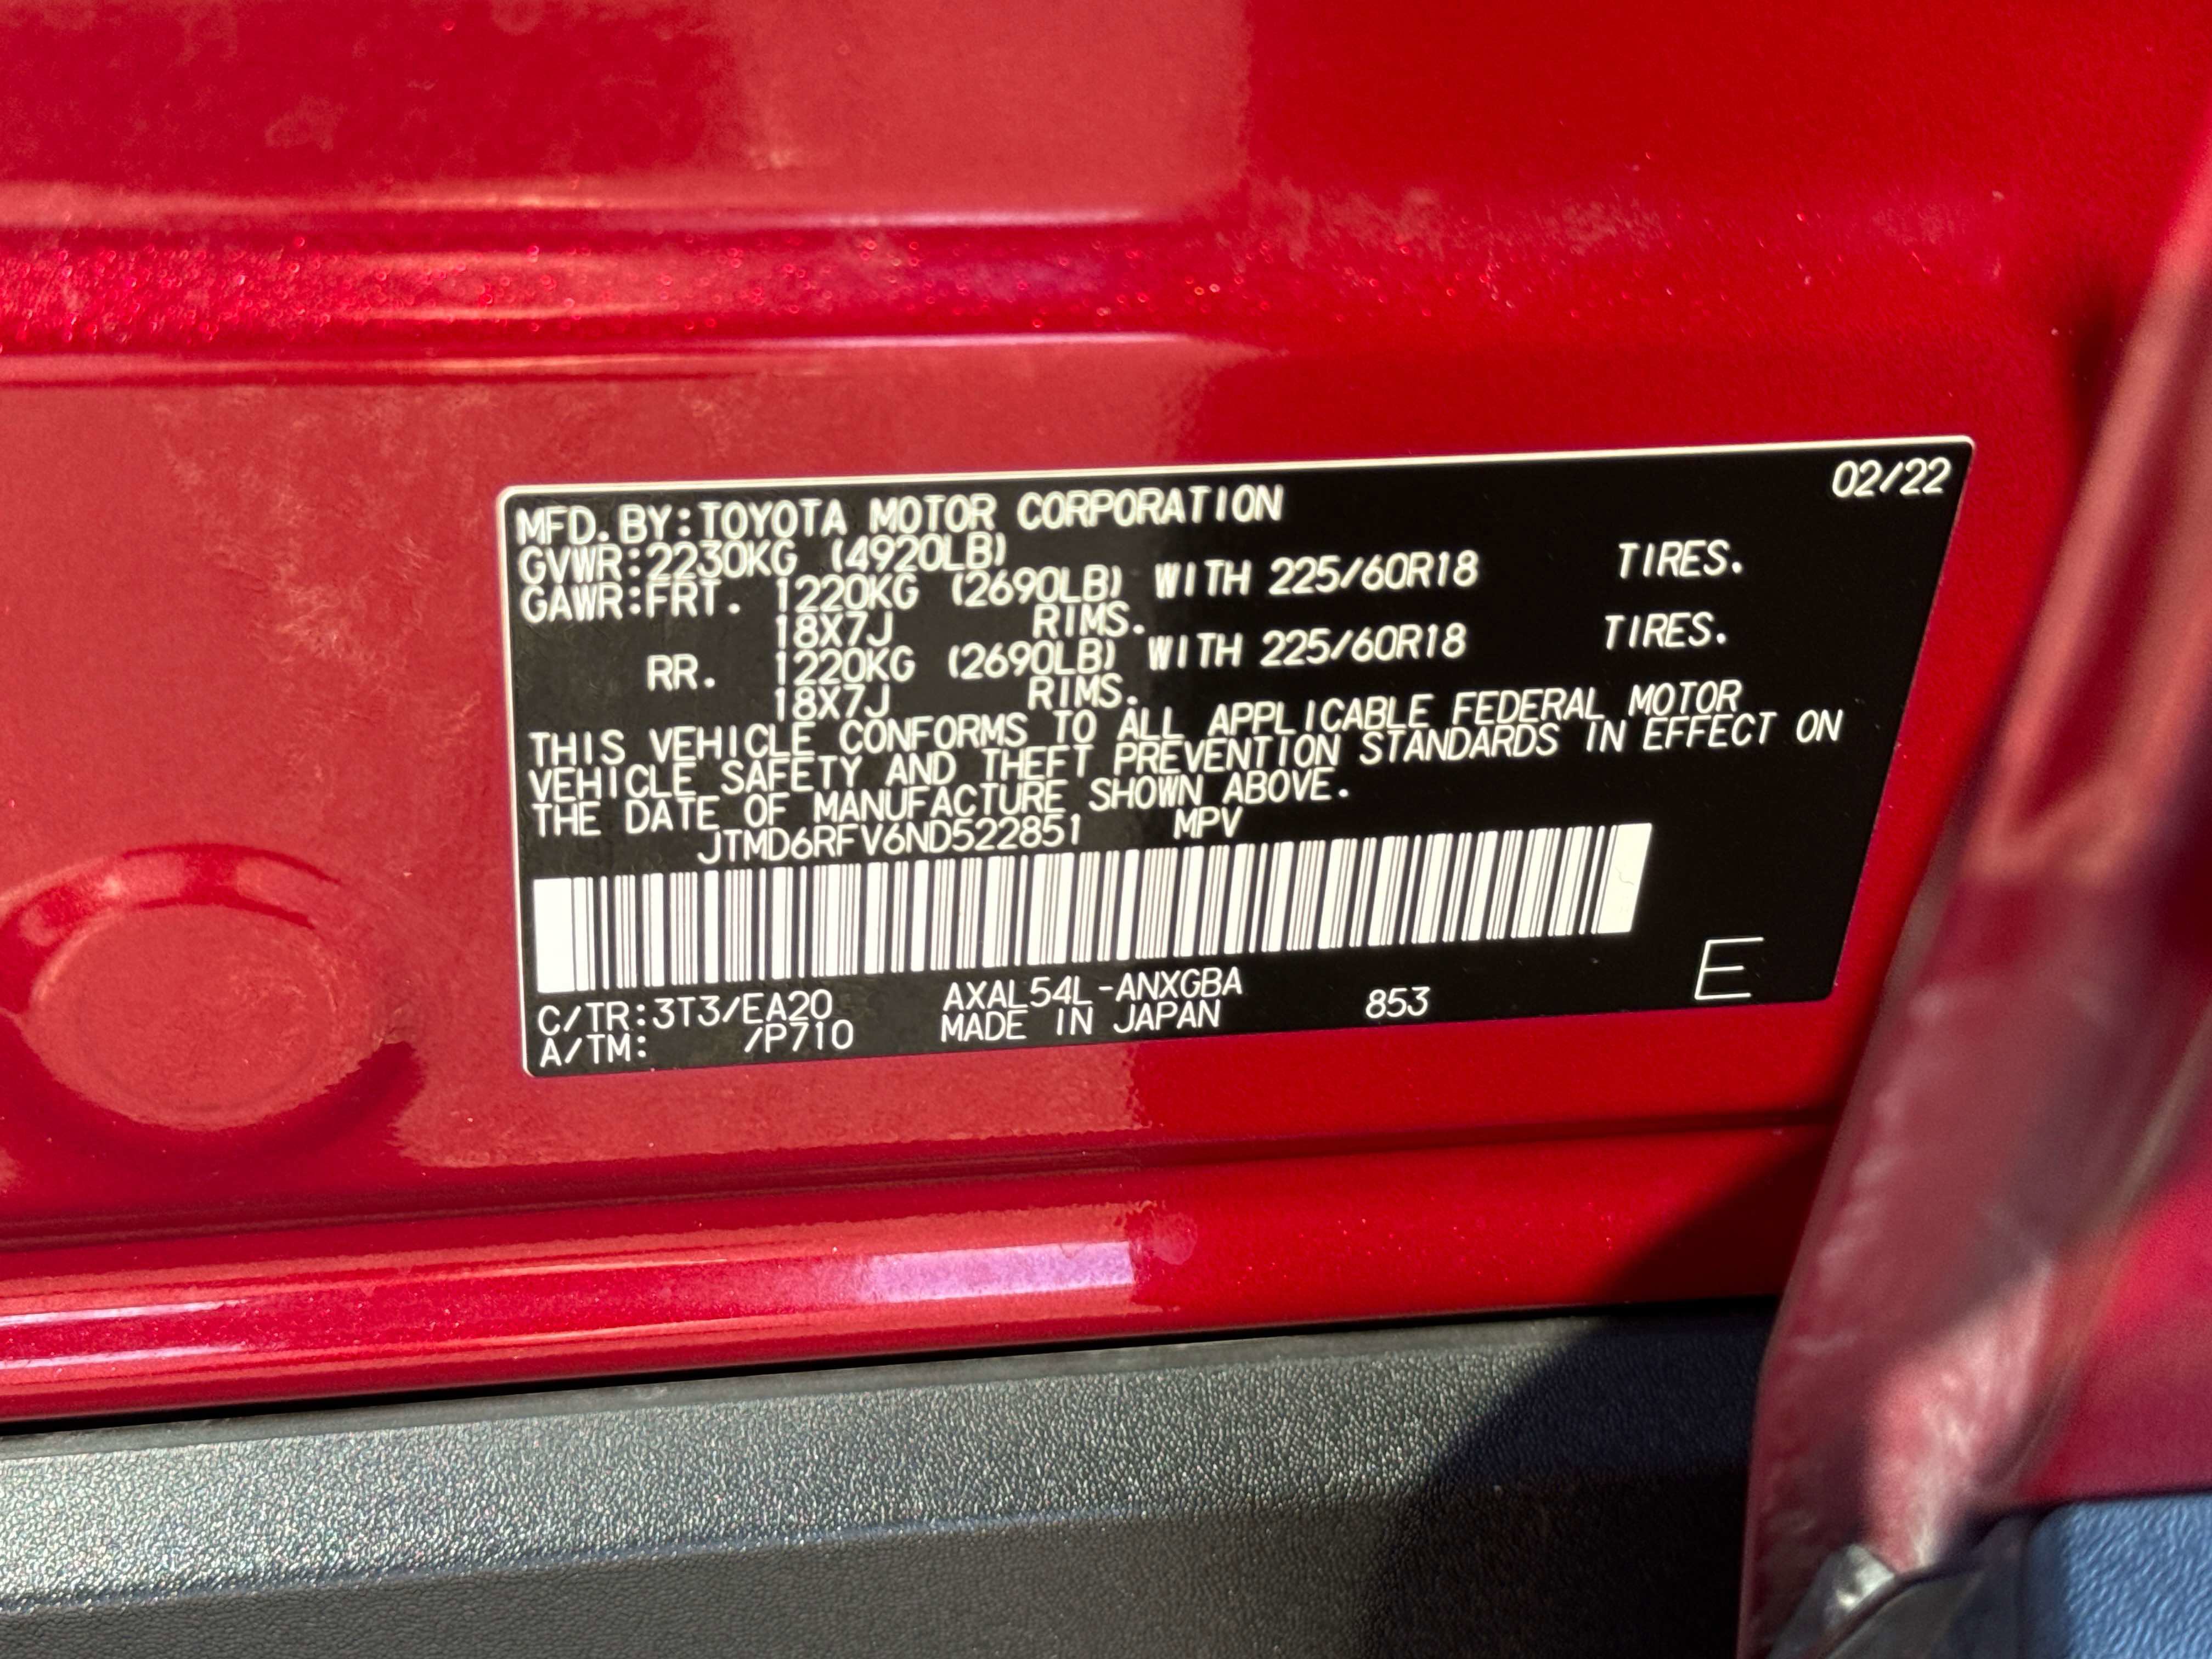 02/22
MFD. BY:TOYOTA MOTOR CORPORATION
GVWR:2230KG (4920LB)
GAWR:FRT. 1220KG (2690LB) WITH 225/60R18 TIRES.
18X7J RIMS.
RR. 1220KG (2690LB) WITH 225/60R18 TIRES.
18X7J RIMS.
THIS VEHICLE CONFORMS TO ALL APPLICABLE FEDERAL MOTOR
VEHICLE SAFETY AND THEFT PREVENTION STANDARDS IN EFFECT ON
THE DATE OF MANUFACTURE SHOWN ABOVE.
JTMD6RFV6ND522851 MPV
E
C/TR:3T3/EA20 AXAL54L-ANXGBA 853
A/TM: /P710 MADE IN JAPAN